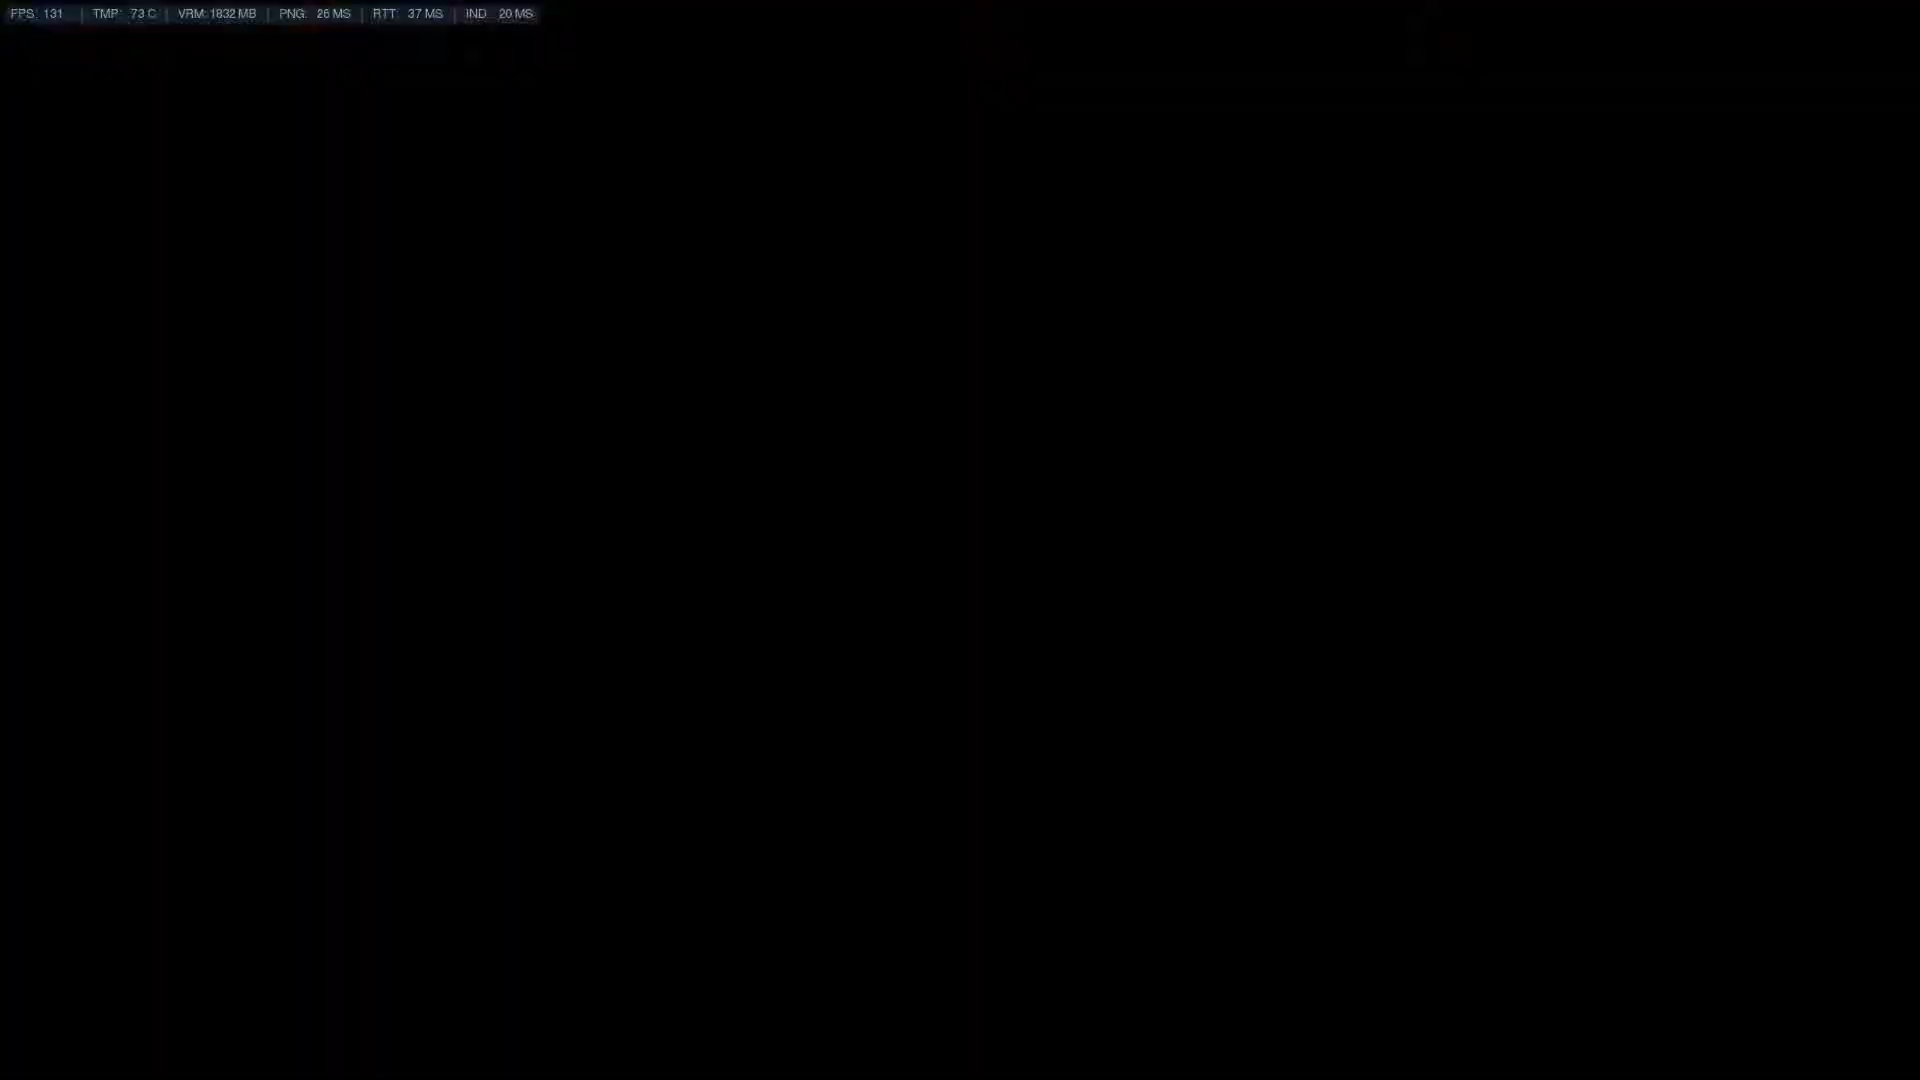 FPS: 131 | TMP: 73 C | VRM: 1832 MB | PNG: 26 MS | RTT: 37 MS | IND: 20 MS